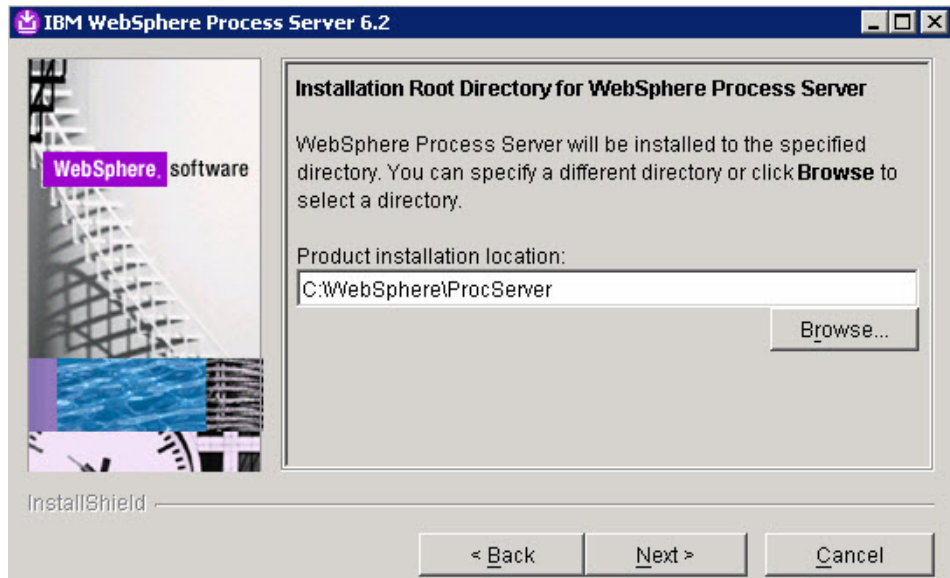 IBM WebSphere Process Server 6.2
WebSphere. software
Installation Root Directory for WebSphere Process Server
WebSphere Process Server will be installed to the specified
directory. You can specify a different directory or click Browse to
select a directory.
Product installation location:
C:\WebSphere\ProcServer
Browse...
InstallShield
< Back
Next >
Cancel